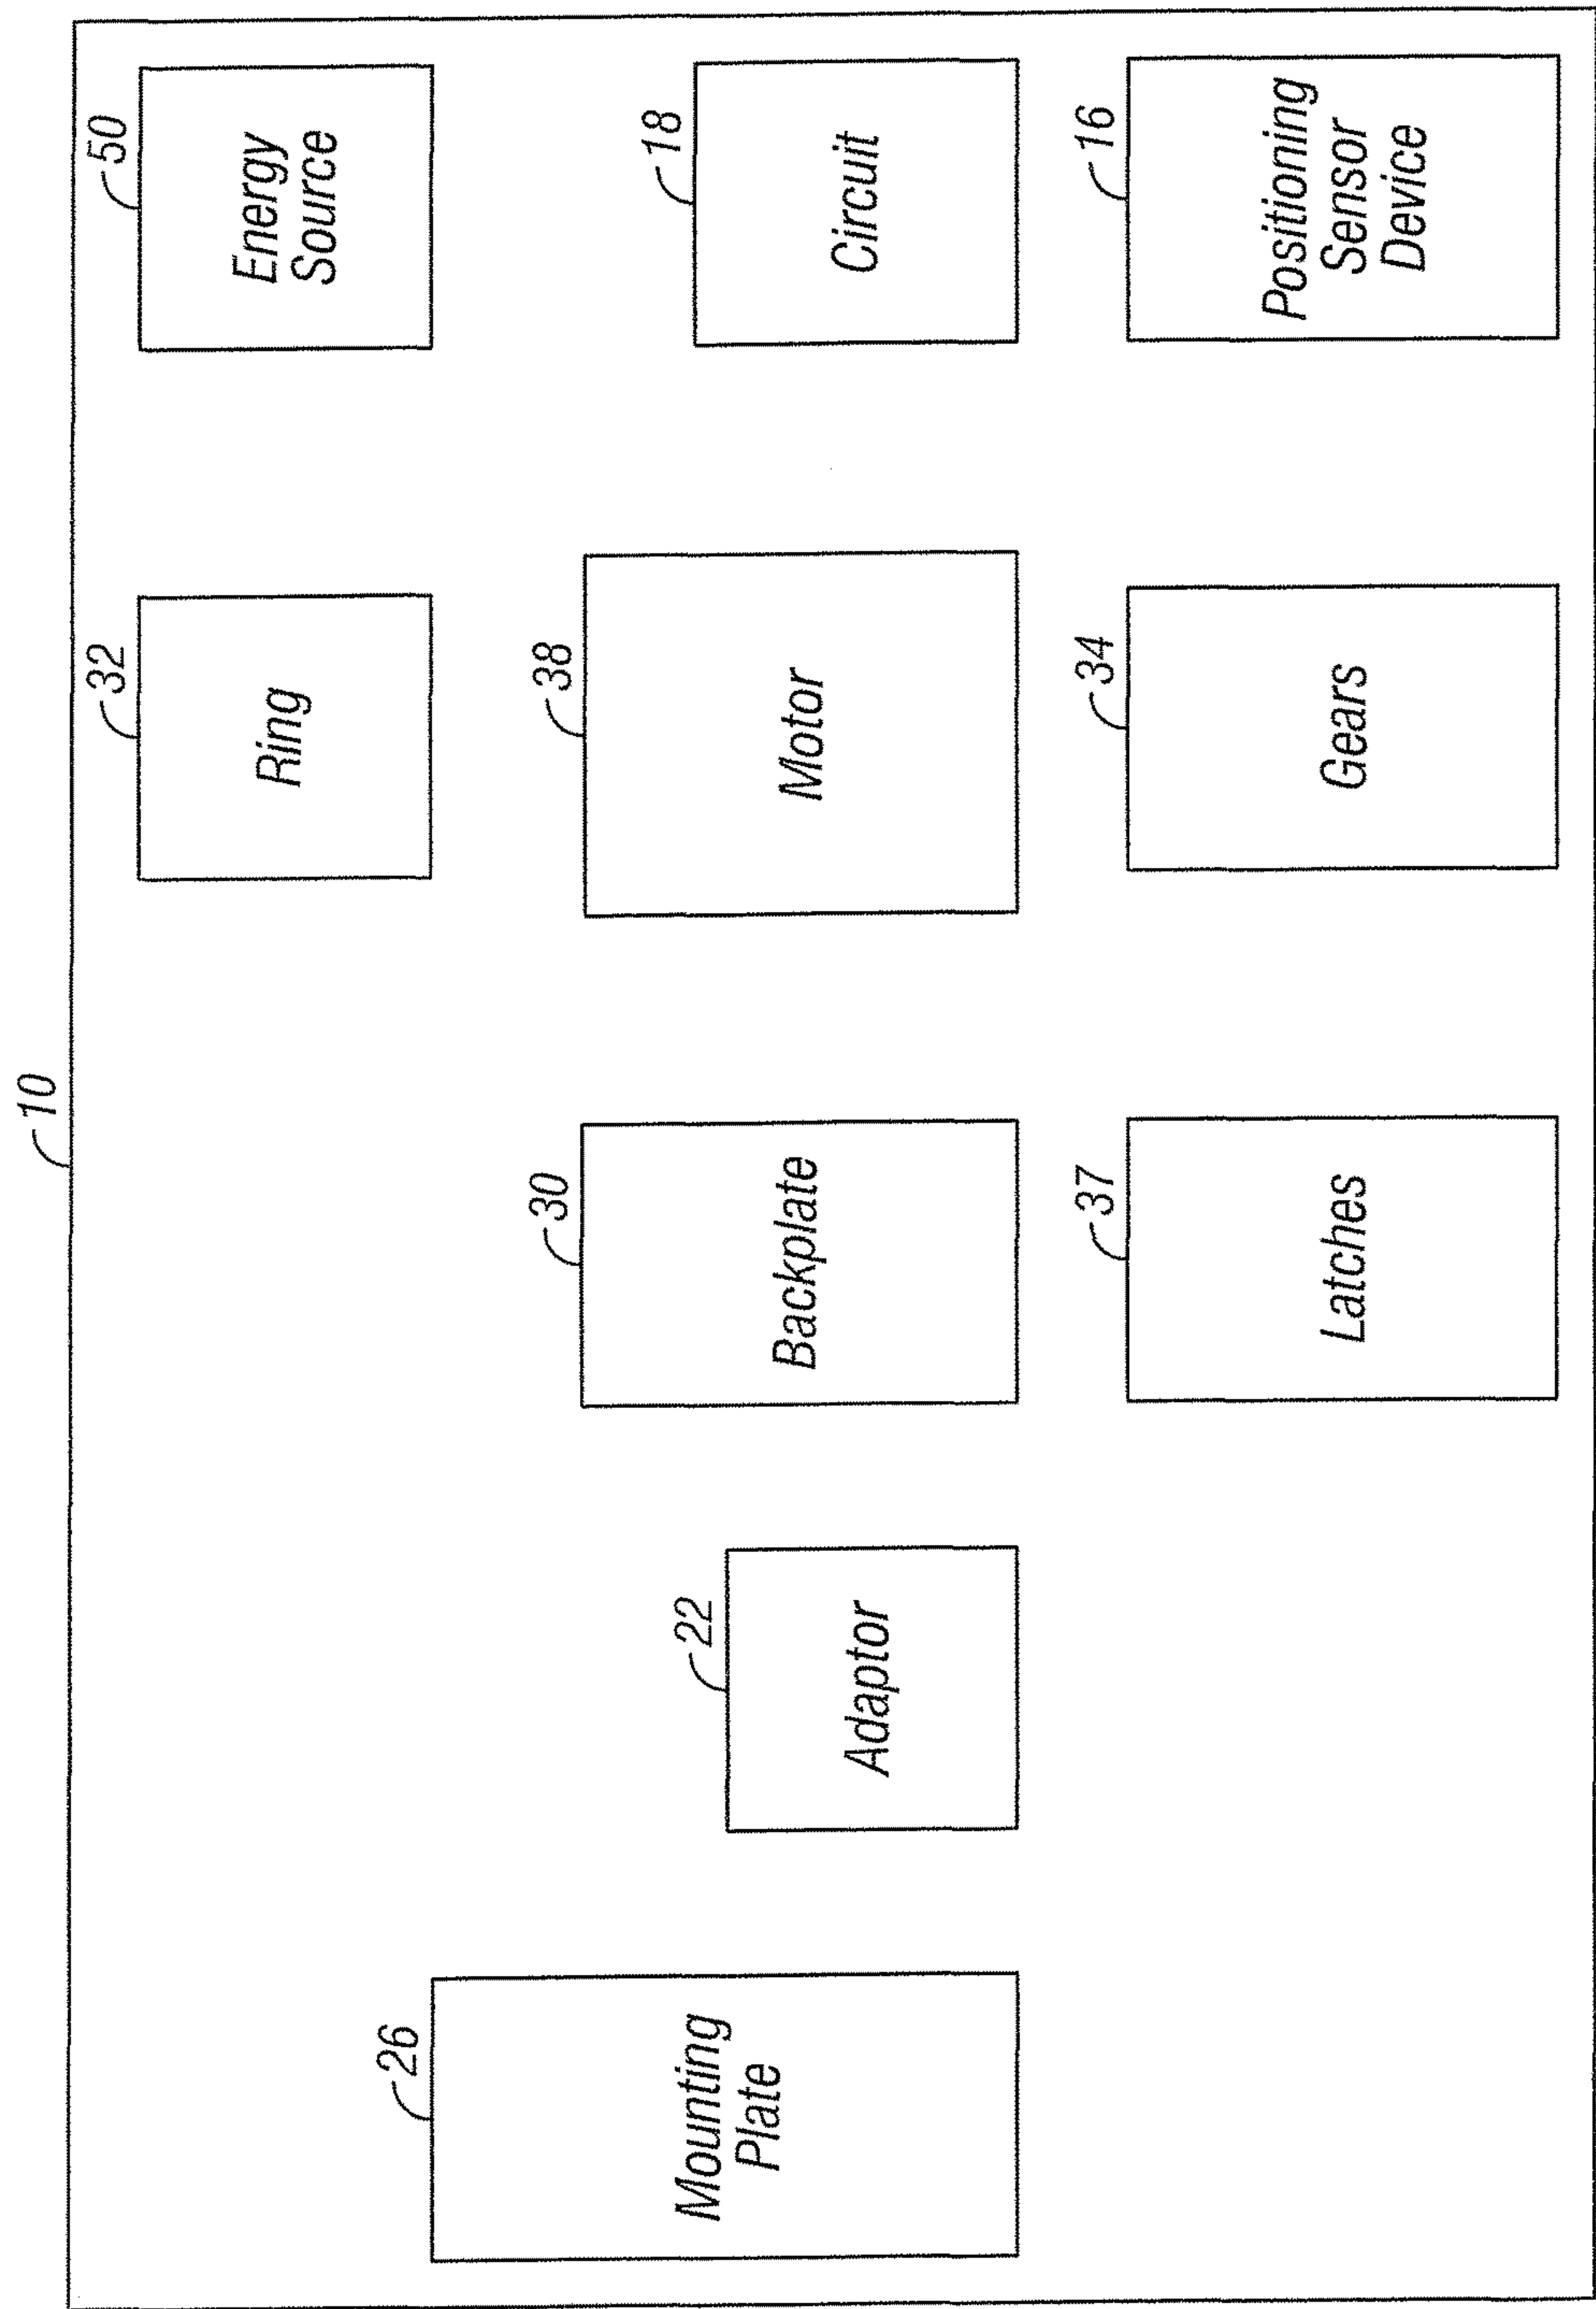 10
26
Mounting
Plate
22
Adaptor
30
Backplate
37
Latches
32
Ring
38
Motor
34
Gears
50
Energy
Source
18
Circuit
16
Positioning
Sensor
Device